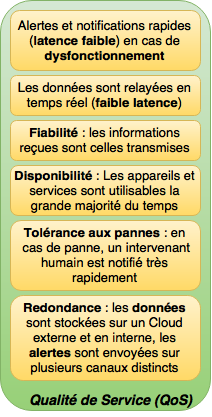 Alertes et notifications rapides
(latence faible) en cas de
dysfonctionnement
Les données sont relayées en
temps réel (faible latence)
Fiabilité : les informations
reçues sont celles transmises
Disponibilité : Les appareils et
services sont utilisables la
grande majorité du temps
Tolérance aux pannes : en
cas de panne, un intervenant
humain est notifié très
rapidement
Redondance : les données
sont stockées sur un Cloud
externe et en interne, les
alertes sont envoyées sur
plusieurs canaux distincts
Qualité de Service (QoS)